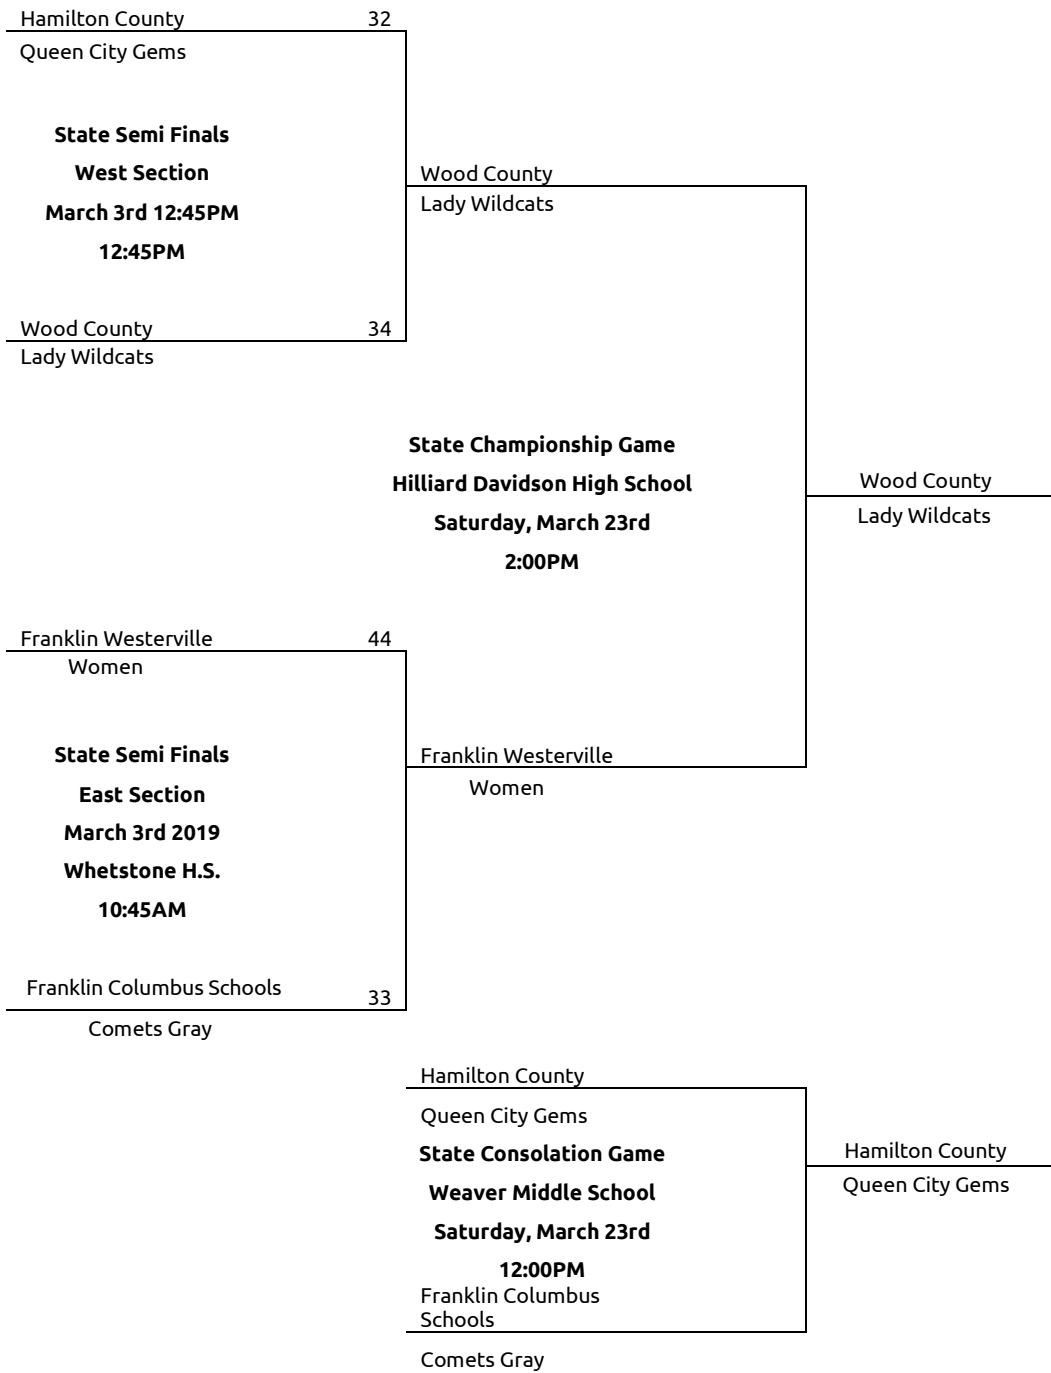 Hamilton County 32
Queen City Gems
State Semi Finals
West Section
March 3rd 12:45PM
12:45PM
Wood County
Lady Wildcats
Wood County 34
Lady Wildcats
State Championship Game
Hilliard Davidson High School
Saturday, March 23rd
2:00PM
Wood County
Lady Wildcats
Franklin Westerville 44
Women
State Semi Finals
East Section
March 3rd 2019
Whetstone H.S.
10:45AM
Franklin Westerville
Women
Franklin Columbus Schools 33
Comets Gray
Hamilton County
Queen City Gems
State Consolation Game
Weaver Middle School
Saturday, March 23rd
12:00PM
Franklin Columbus
Schools
Comets Gray
Hamilton County
Queen City Gems